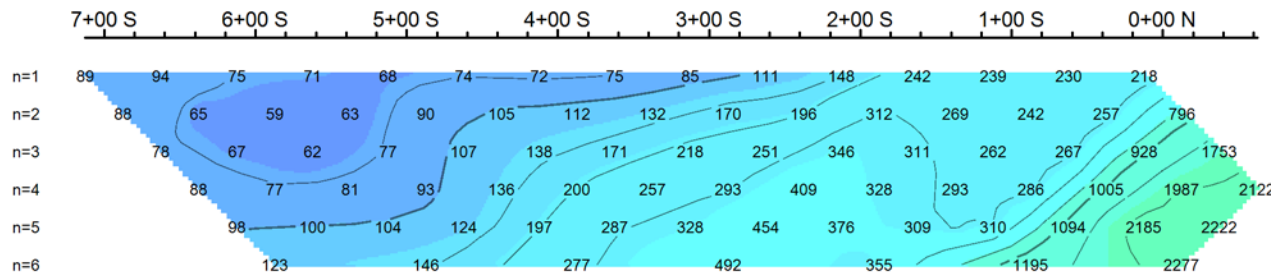 7+00 S 6+00 S 5+00 S 4+00 S 3+00 S 2+00 S 1+00 S 0+00 N
n=1 89 94 75 71 68 74 72 75 85 111 148 242 239 230 218
n=2 88 65 59 63 90 105 112 132 170 196 312 269 242 257 796
n=3 78 67 62 77 107 138 171 218 251 346 311 262 267 928 1753
n=4 88 77 81 93 136 200 257 293 409 328 293 286 1005 1987 2122
n=5 98 100 104 124 197 287 328 454 376 309 310 1094 2185 2222
n=6 123 146 277 492 355 1195 2277